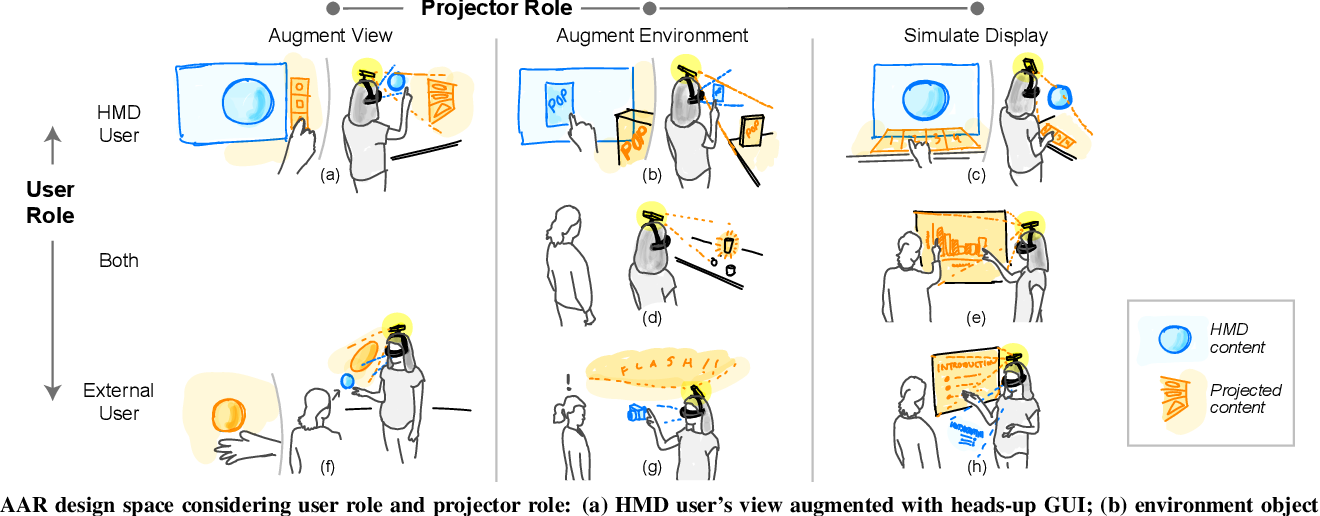 Projector Role
Augment View
Augment Environment
Simulate Display
HMD
User
POP
POP
POP
(a)
(b)
(c)
User
Role
Both
(d)
(e)
External
User
FLASH!!
!
INTRODUCTION
(f)
(g)
(h)
HMD
content
Projected
content
AAR design space considering user role and projector role: (a) HMD user's view augmented with heads-up GUI; (b) environment object